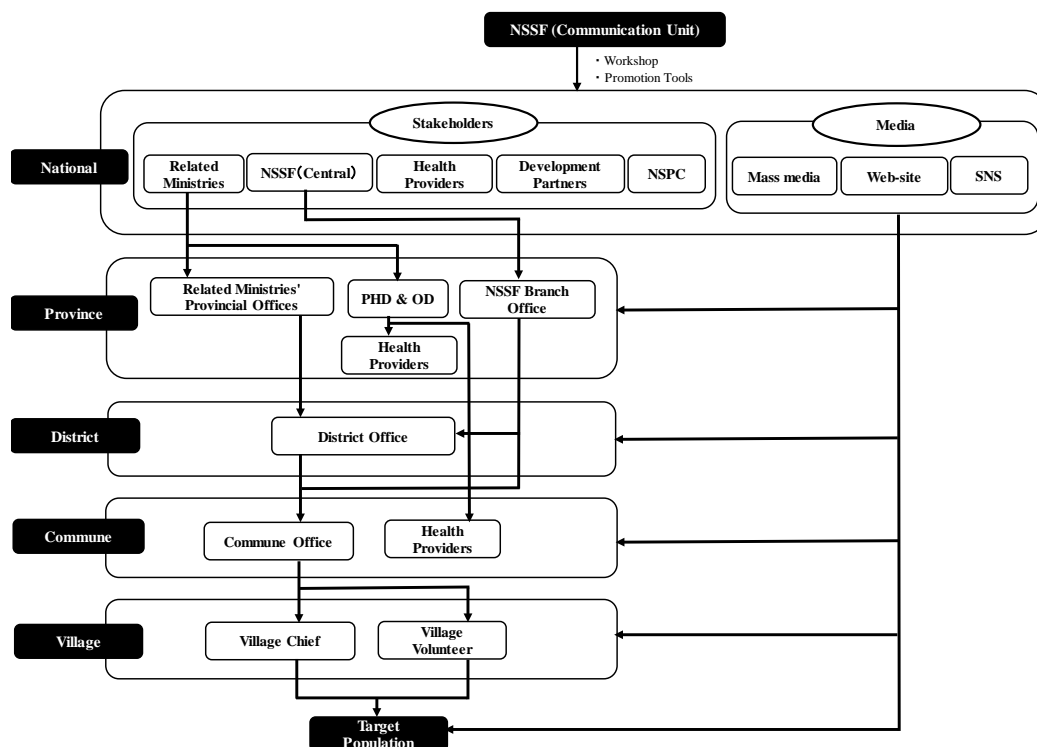 NSSF (Communication Unit)
・Workshop
・Promotion Tools
Stakeholders
Media
National
Related
Ministries
NSSF(Central)
Health
Providers
Development
Partners
NSPC
Mass media
Web-site
SNS
Province
Related Ministries'
Provincial Offices
PHD & OD
NSSF Branch
Office
Health
Providers
District
District Office
Commune
Commune Office
Health
Providers
Village
Village Chief
Village
Volunteer
Target
Population